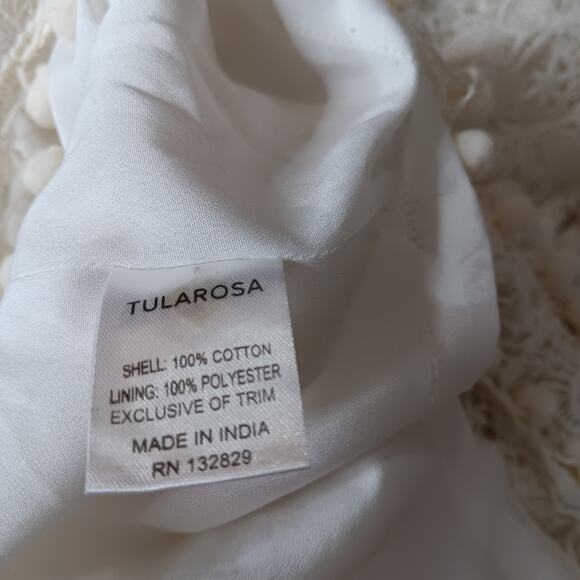 TULAROSA
SHELL: 100% COTTON
LINING: 100% POLYESTER
EXCLUSIVE OF TRIM
MADE IN INDIA
RN 132829